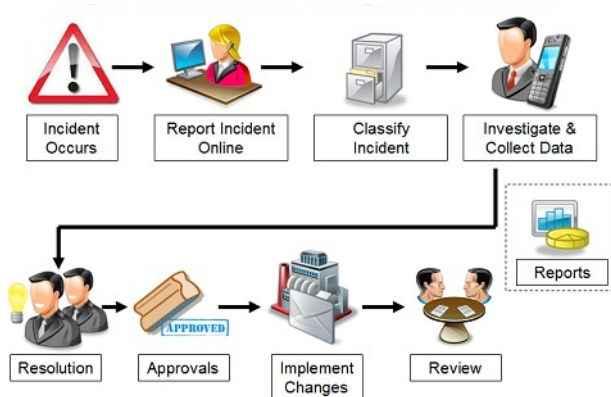 Incident
Occurs
Report Incident
Online
Classify
Incident
Investigate &
Collect Data
Reports
APPROVED
Resolution
Approvals
Implement
Changes
Review